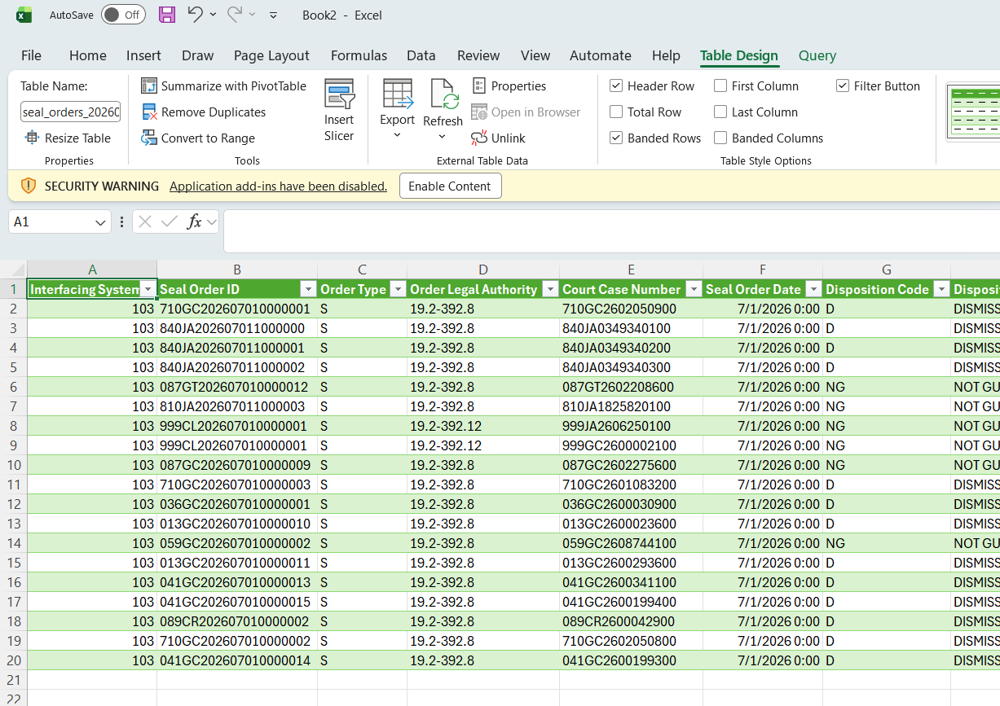 AutoSave Off Book2 - Excel
File Home Insert Draw Page Layout Formulas Data Review View Automate Help Table Design Query
Table Name:
seal_orders_20260
Resize Table
Properties
Summarize with PivotTable
Remove Duplicates
Convert to Range
Tools
Insert
Slicer
Export
Refresh
Properties
Open in Browser
Unlink
External Table Data
Header Row First Column Filter Button
Total Row Last Column
Banded Rows Banded Columns
Table Style Options
SECURITY WARNING Application add-ins have been disabled. Enable Content
A1 fx
A B C D E F G
1 Interfacing System Seal Order ID Order Type Order Legal Authority Court Case Number Seal Order Date Disposition Code Disposi
2 103 710GC202607010000001 S 19.2-392.8 710GC2602050900 7/1/2026 0:00 D DISMISS
3 103 840JA202607011000000 S 19.2-392.8 840JA0349340100 7/1/2026 0:00 D DISMISS
4 103 840JA202607011000001 S 19.2-392.8 840JA0349340200 7/1/2026 0:00 D DISMISS
5 103 840JA202607011000002 S 19.2-392.8 840JA0349340300 7/1/2026 0:00 D DISMISS
6 103 087GT202607010000012 S 19.2-392.8 087GT2602208600 7/1/2026 0:00 NG NOT GU
7 103 810JA202607011000003 S 19.2-392.8 810JA1825820100 7/1/2026 0:00 NG NOT GU
8 103 999CL202607010000001 S 19.2-392.12 999JA2606250100 7/1/2026 0:00 NG NOT GU
9 103 999CL202607010000001 S 19.2-392.12 999GC2600002100 7/1/2026 0:00 NG NOT GU
10 103 087GC202607010000009 S 19.2-392.8 087GC2602275600 7/1/2026 0:00 NG NOT GU
11 103 710GC202607010000003 S 19.2-392.8 710GC2601083200 7/1/2026 0:00 D DISMISS
12 103 036GC202607010000001 S 19.2-392.8 036GC2600030900 7/1/2026 0:00 D DISMISS
13 103 013GC202607010000010 S 19.2-392.8 013GC2600023600 7/1/2026 0:00 D DISMISS
14 103 059GC202607010000002 S 19.2-392.8 059GC2608744100 7/1/2026 0:00 NG NOT GU
15 103 013GC202607010000011 S 19.2-392.8 013GC2600293600 7/1/2026 0:00 D DISMISS
16 103 041GC202607010000013 S 19.2-392.8 041GC2600341100 7/1/2026 0:00 D DISMISS
17 103 041GC202607010000015 S 19.2-392.8 041GC2600199400 7/1/2026 0:00 D DISMISS
18 103 089CR202607010000002 S 19.2-392.8 089CR2600042900 7/1/2026 0:00 D DISMISS
19 103 710GC202607010000002 S 19.2-392.8 710GC2602050800 7/1/2026 0:00 D DISMISS
20 103 041GC202607010000014 S 19.2-392.8 041GC2600199300 7/1/2026 0:00 D DISMISS
21
22